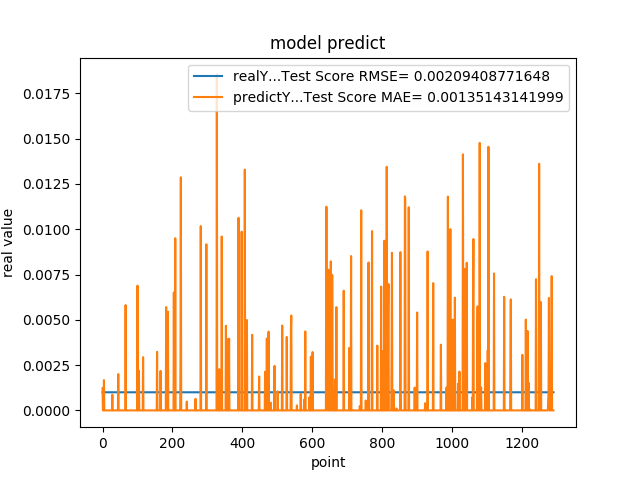 model predict
realY...Test Score RMSE= 0.00209408771648
predictY...Test Score MAE= 0.00135143141999
real value
0.0175
0.0150
0.0125
0.0100
0.0075
0.0050
0.0025
0.0000
0 200 400 600 800 1000 1200
point